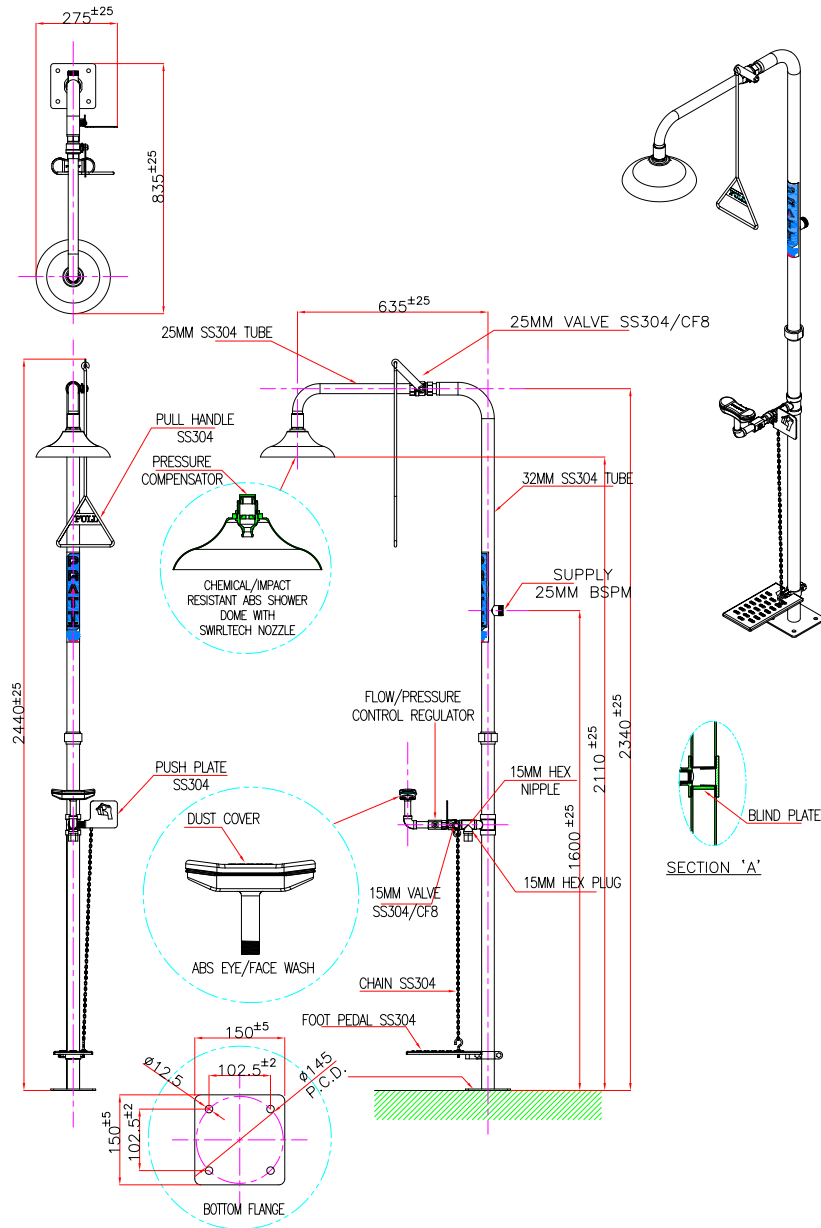 275±25
835±25
PULL
635±25
25MM SS304 TUBE
25MM VALVE SS304/CF8
PULL HANDLE
SS304
PRESSURE
COMPENSATOR
32MM SS304 TUBE
PULL
CHEMICAL/IMPACT
RESISTANT ABS SHOWER
DOME WITH
SWIRLTECH NOZZLE
SUPPLY
25MM BSPM
2440±25
FLOW/PRESSURE
CONTROL REGULATOR
2340±25
2110±25
1600±25
PUSH PLATE
SS304
15MM HEX
NIPPLE
DUST COVER
BLIND PLATE
15MM VALVE
SS304/CF8
15MM HEX PLUG
SECTION 'A'
ABS EYE/FACE WASH
CHAIN SS304
FOOT PEDAL SS304
150±5
ø12.5
102.5±2
ø145
P.C.D.
150±5
102.5±2
BOTTOM FLANGE